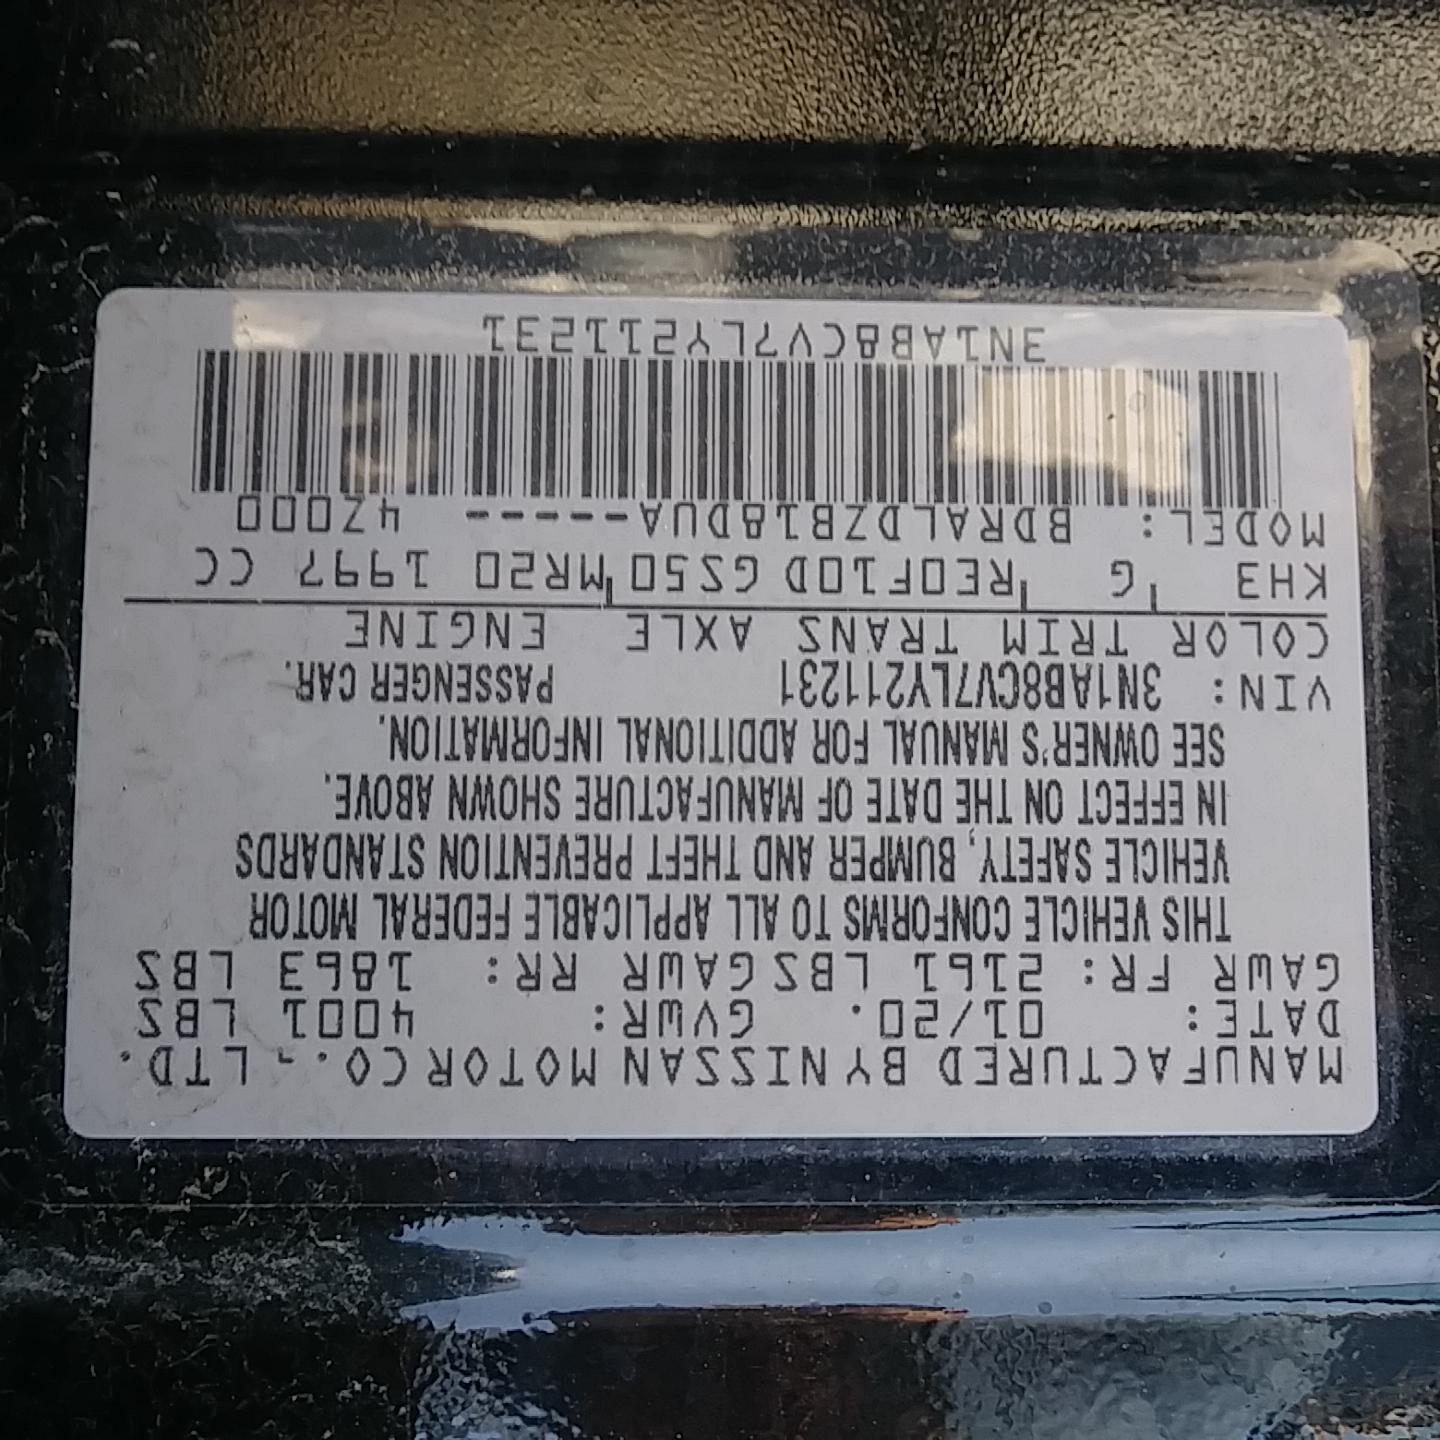 MANUFACTURED BY NISSAN MOTOR CO., LTD.
DATE: 01/20. GVWR: 4001 LBS
GAWR FR: 2161 LBS GAWR RR: 1863 LBS
THIS VEHICLE CONFORMS TO ALL APPLICABLE FEDERAL MOTOR
VEHICLE SAFETY, BUMPER AND THEFT PREVENTION STANDARDS
IN EFFECT ON THE DATE OF MANUFACTURE SHOWN ABOVE.
SEE OWNER'S MANUAL FOR ADDITIONAL INFORMATION.
VIN: 3N1AB8CV7LY211231 PASSENGER CAR.
COLOR TRIM TRANS AXLE ENGINE
KH3 G RE0F10D GS50 MR20 1997 CC
MODEL: BDRALDZB18DUA----- 4Z000
3N1AB8CV7LY211231